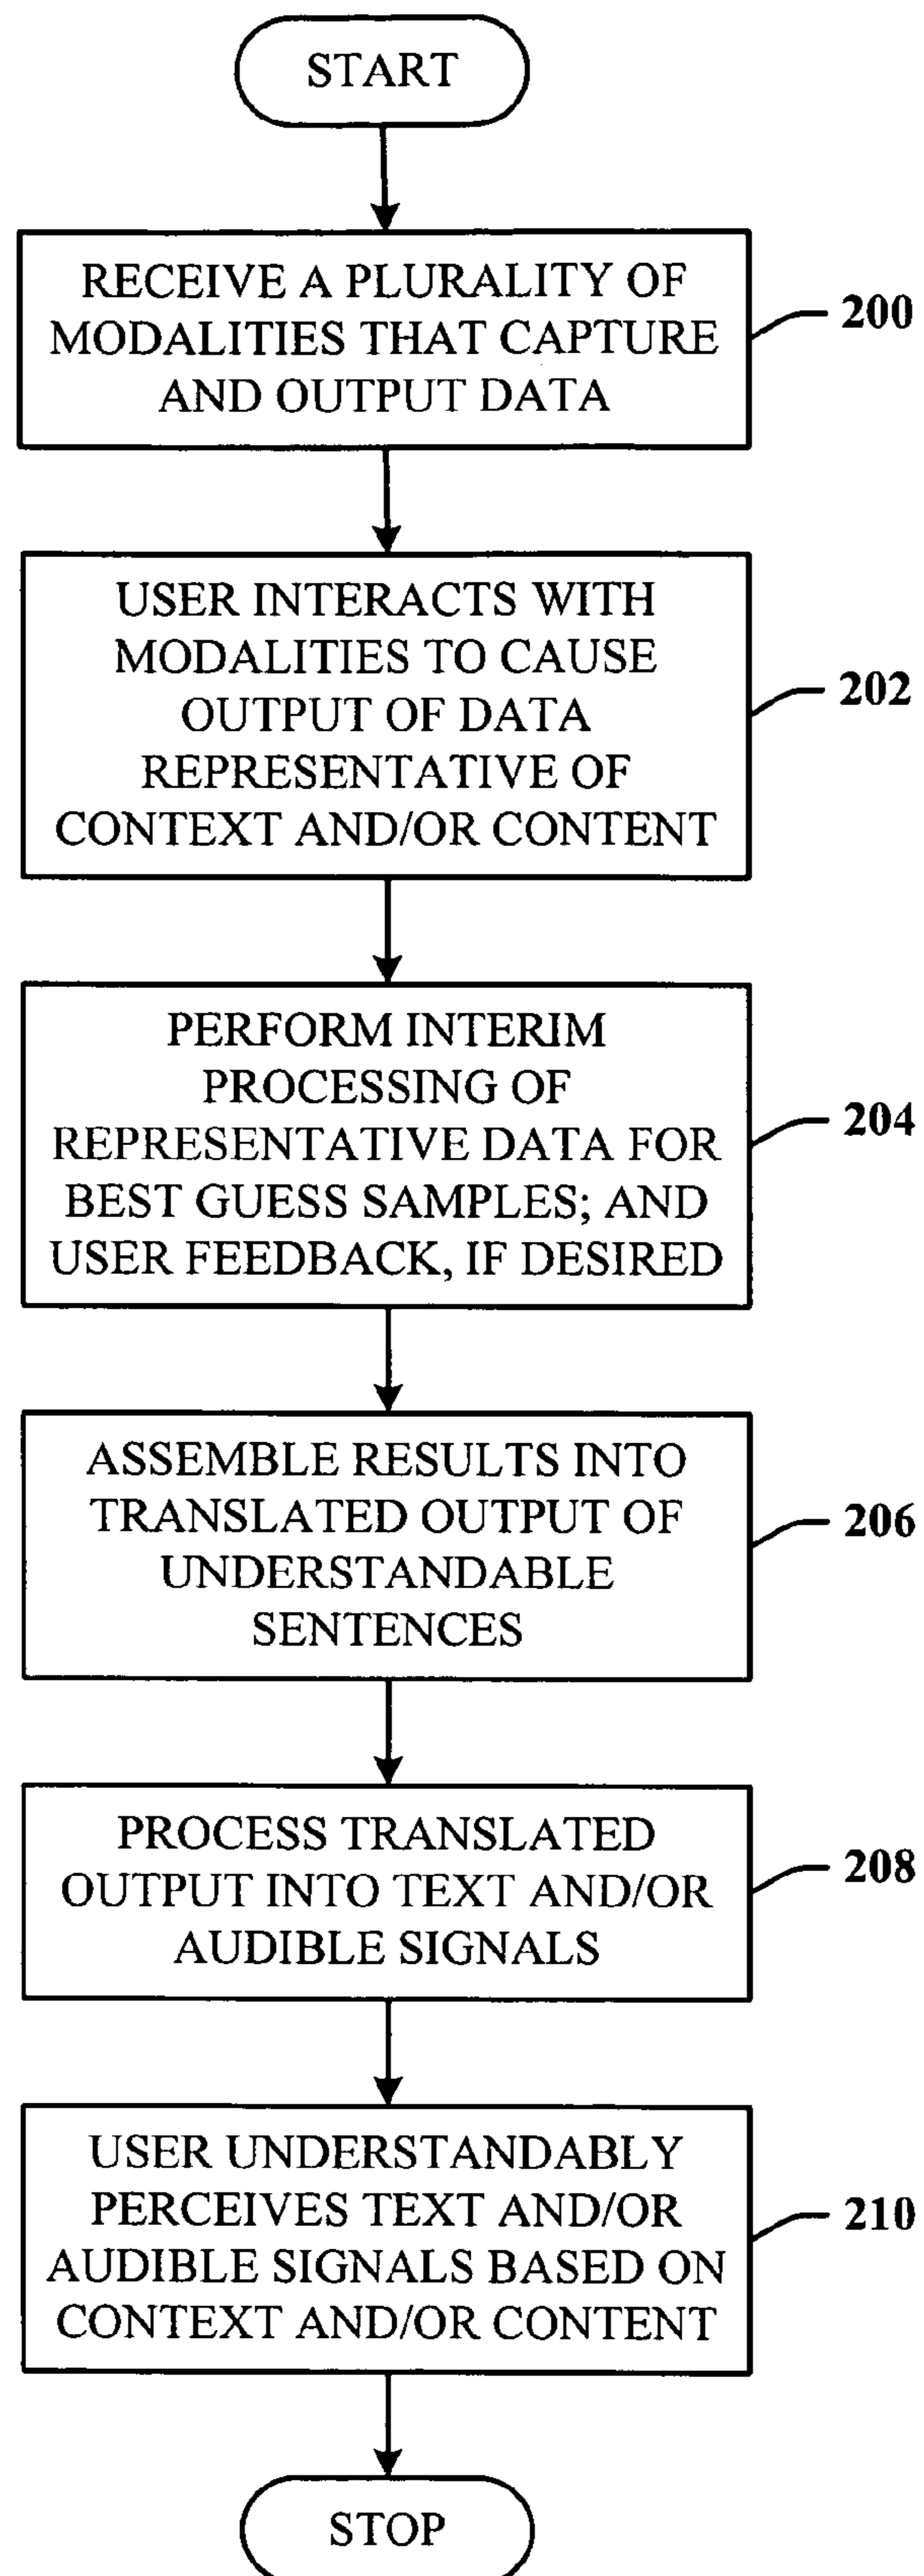 START
RECEIVE A PLURALITY OF
MODALITIES THAT CAPTURE
AND OUTPUT DATA
200
USER INTERACTS WITH
MODALITIES TO CAUSE
OUTPUT OF DATA
REPRESENTATIVE OF
CONTEXT AND/OR CONTENT
202
PERFORM INTERIM
PROCESSING OF
REPRESENTATIVE DATA FOR
BEST GUESS SAMPLES; AND
USER FEEDBACK, IF DESIRED
204
ASSEMBLE RESULTS INTO
TRANSLATED OUTPUT OF
UNDERSTANDABLE
SENTENCES
206
PROCESS TRANSLATED
OUTPUT INTO TEXT AND/OR
AUDIBLE SIGNALS
208
USER UNDERSTANDABLY
PERCEIVES TEXT AND/OR
AUDIBLE SIGNALS BASED ON
CONTEXT AND/OR CONTENT
210
STOP